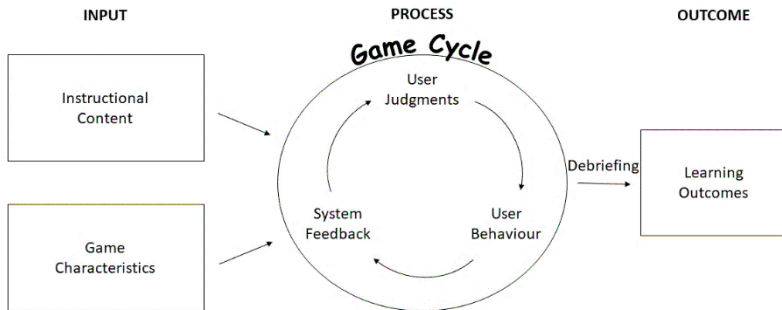 INPUT
PROCESS
OUTCOME
Game Cycle
Instructional
Content
Game
Characteristics
User
Judgments
User
Behaviour
System
Feedback
Debriefing
Learning
Outcomes